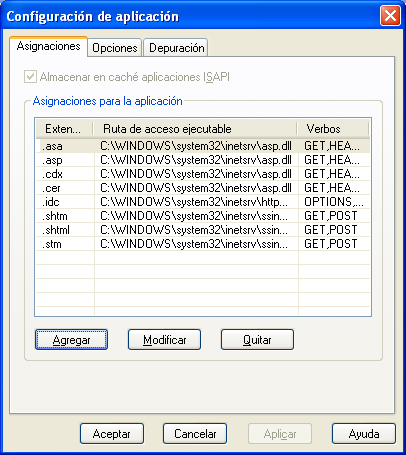 Configuración de aplicación
Asignaciones Opciones Depuración
Almacenar en caché aplicaciones ISAPI
Asignaciones para la aplicación
Exten... Ruta de acceso ejecutable Verbos
.asa C:\WINDOWS\system32\inetsrv\asp.dll GET,HEA...
.asp C:\WINDOWS\system32\inetsrv\asp.dll GET,HEA...
.cdx C:\WINDOWS\system32\inetsrv\asp.dll GET,HEA...
.cer C:\WINDOWS\system32\inetsrv\asp.dll GET,HEA...
.idc C:\WINDOWS\system32\inetsrv\http... OPTIONS,...
.shtm C:\WINDOWS\system32\inetsrv\ssin... GET,POST
.shtml C:\WINDOWS\system32\inetsrv\ssin... GET,POST
.stm C:\WINDOWS\system32\inetsrv\ssin... GET,POST
Agregar Modificar Quitar
Aceptar Cancelar Aplicar Ayuda